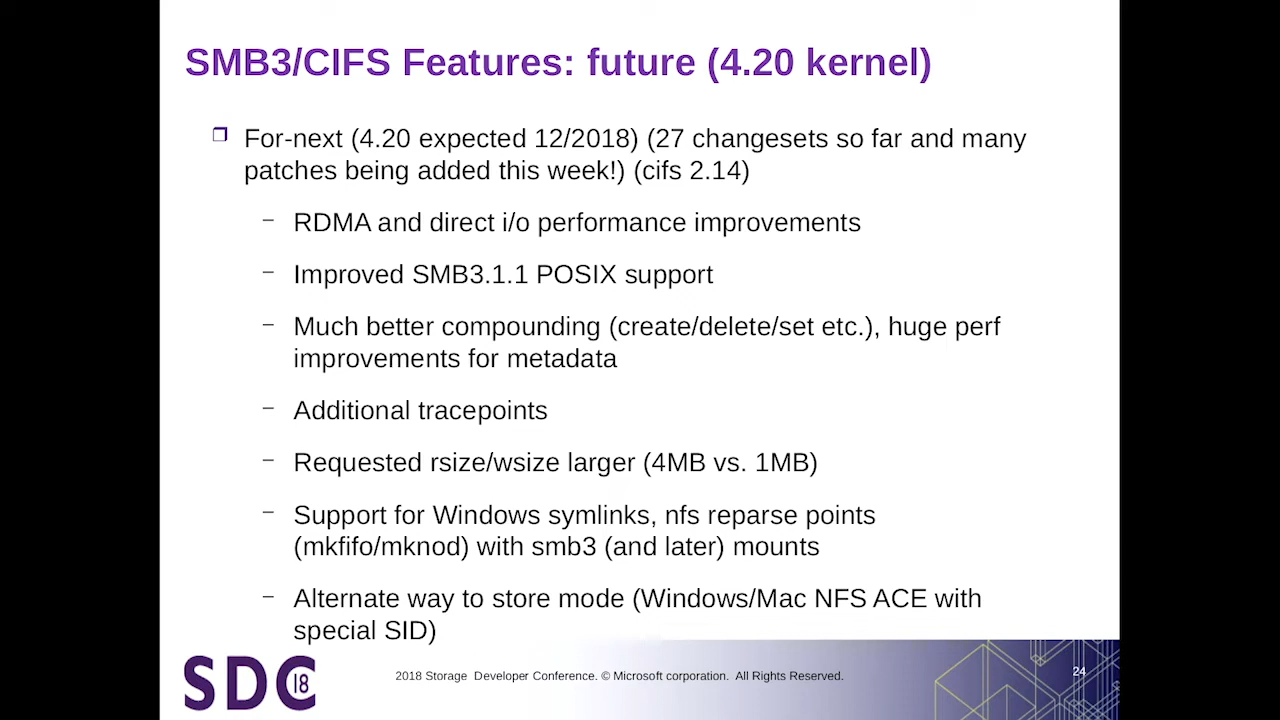 SMB3/CIFS Features: future (4.20 kernel)
For-next (4.20 expected 12/2018) (27 changesets so far and many
patches being added this week!) (cifs 2.14)
– RDMA and direct i/o performance improvements
– Improved SMB3.1.1 POSIX support
– Much better compounding (create/delete/set etc.), huge perf
improvements for metadata
– Additional tracepoints
– Requested rsize/wsize larger (4MB vs. 1MB)
– Support for Windows symlinks, nfs reparse points
(mkfifo/mknod) with smb3 (and later) mounts
– Alternate way to store mode (Windows/Mac NFS ACE with
special SID)
SDC 18
2018 Storage Developer Conference. © Microsoft corporation. All Rights Reserved.
24